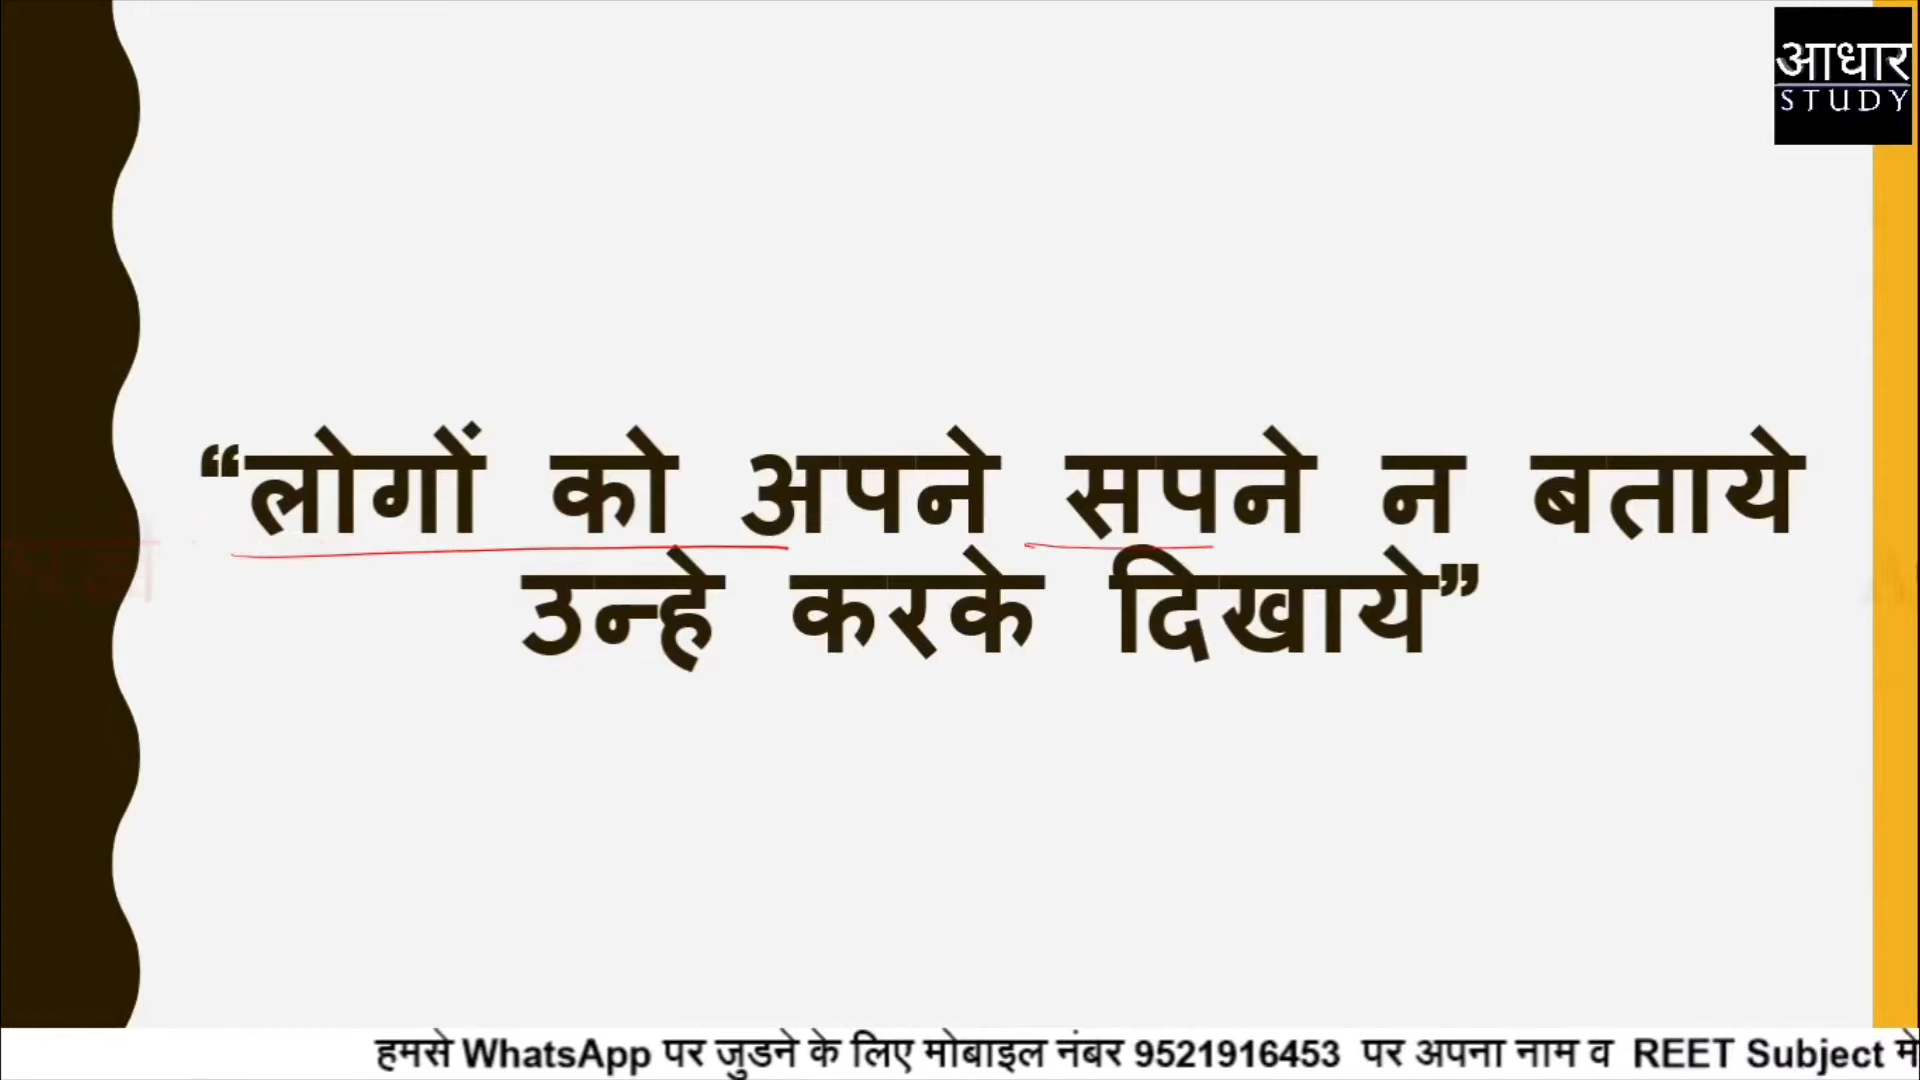 आधार
STUDY
“लोगों को अपने सपने न बताये
उन्हे करके दिखाये”
हमसे WhatsApp पर जुडने के लिए मोबाइल नंबर 9521916453 पर अपना नाम व REET Subject मे